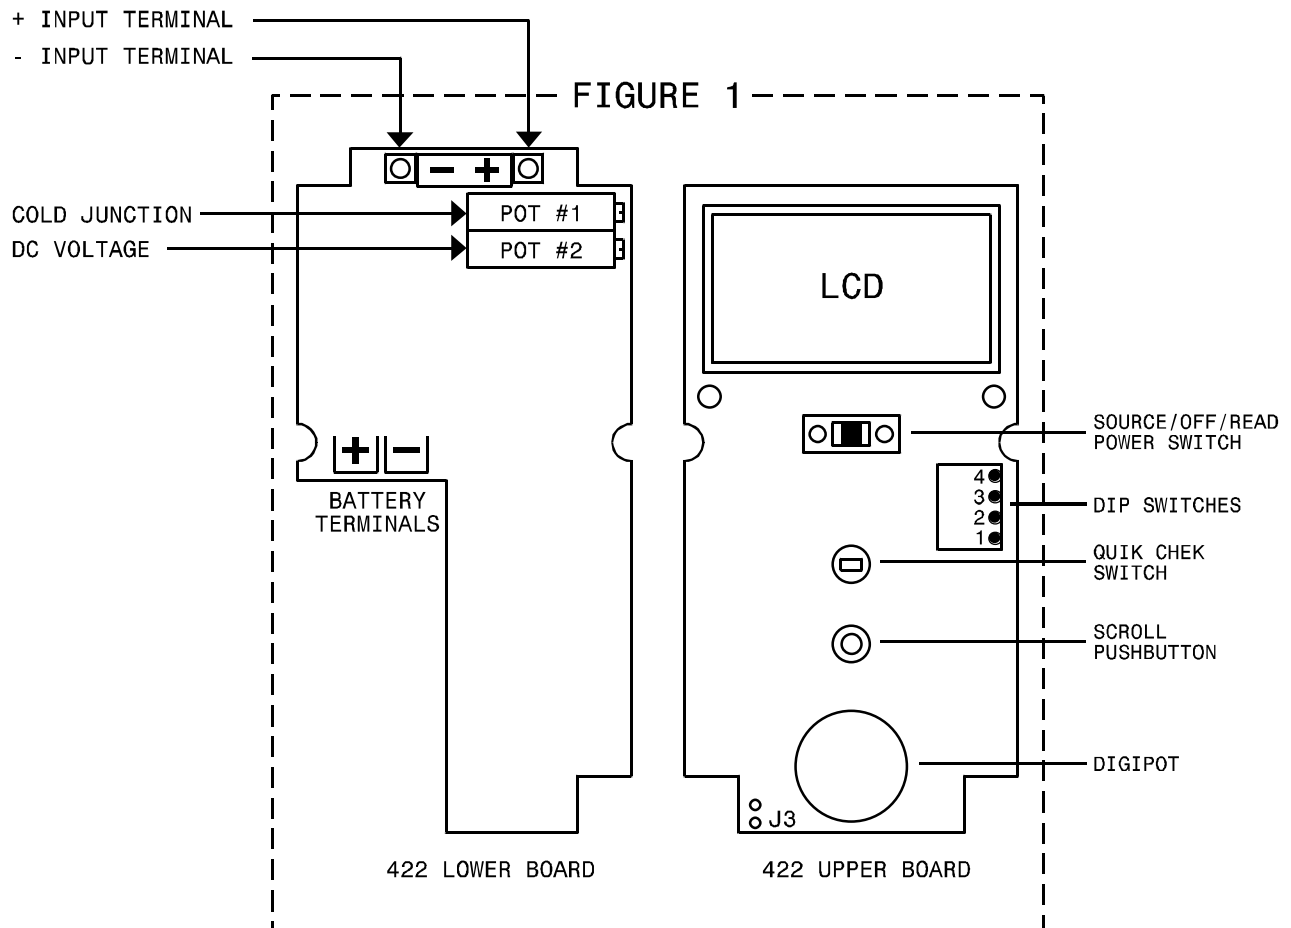 + INPUT TERMINAL
- INPUT TERMINAL
FIGURE 1
- +
COLD JUNCTION
POT #1
DC VOLTAGE
POT #2
LCD
SOURCE/OFF/READ
POWER SWITCH
+ -
BATTERY
TERMINALS
4
3
2
1
DIP SWITCHES
QUIK CHEK
SWITCH
SCROLL
PUSHBUTTON
DIGIPOT
J3
422 LOWER BOARD
422 UPPER BOARD